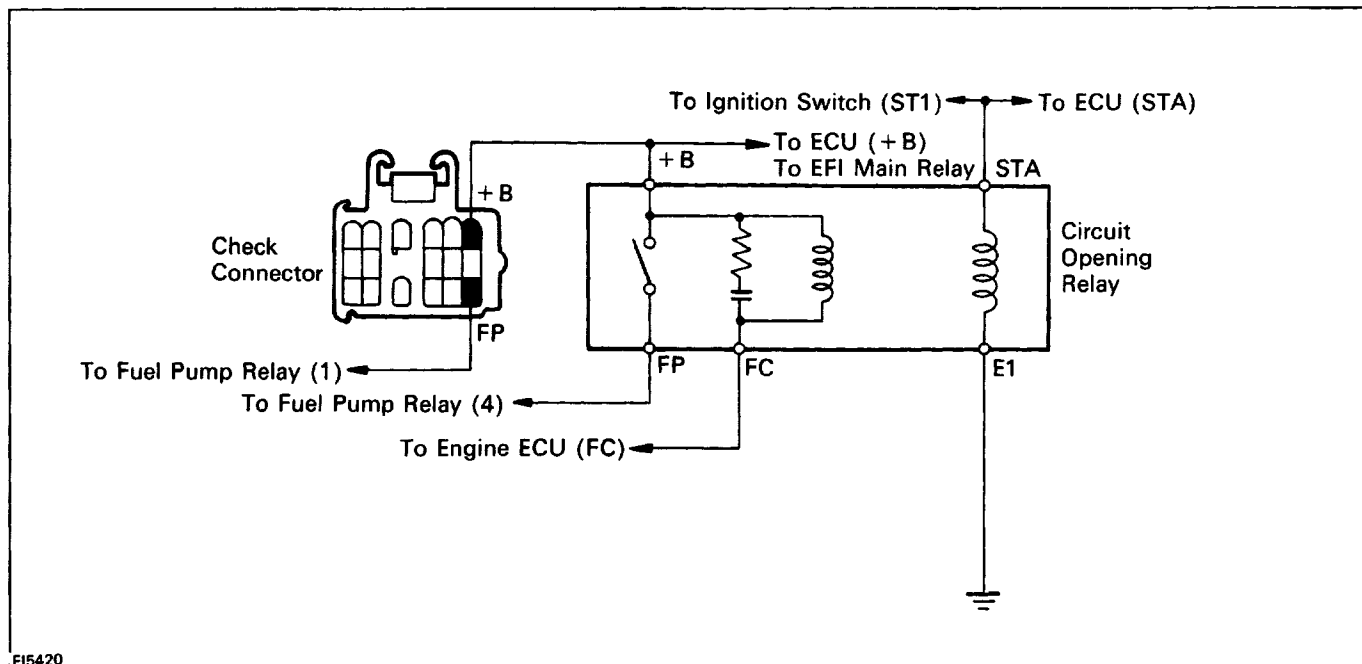 To Ignition Switch (ST1)
To ECU (STA)
+B
To ECU (+B)
To EFI Main Relay
STA
+B
Check
Connector
Circuit
Opening
Relay
FP
FP
FC
E1
To Fuel Pump Relay (1)
To Fuel Pump Relay (4)
To Engine ECU (FC)
FI5420